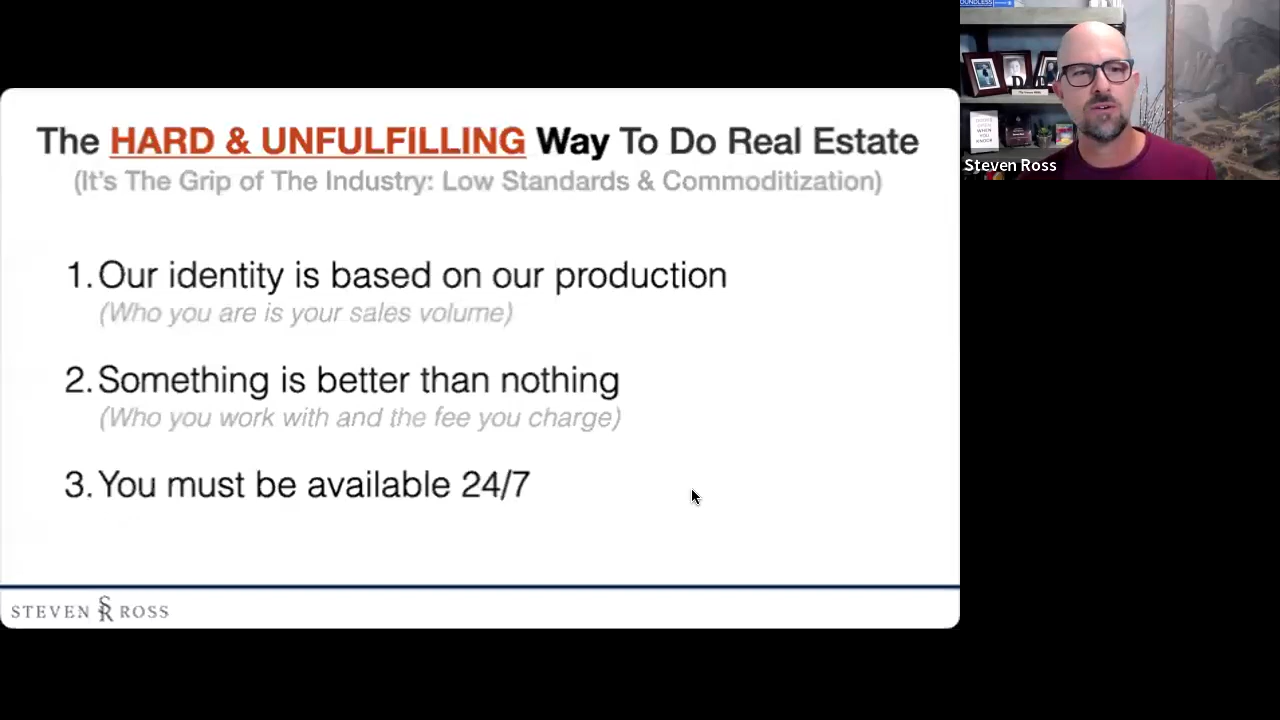 The HARD & UNFULFILLING Way To Do Real Estate
(It's The Grip of The Industry: Low Standards & Commoditization)
1. Our identity is based on our production
(Who you are is your sales volume)
2. Something is better than nothing
(Who you work with and the fee you charge)
3. You must be available 24/7
STEVEN SR ROSS
Steven Ross